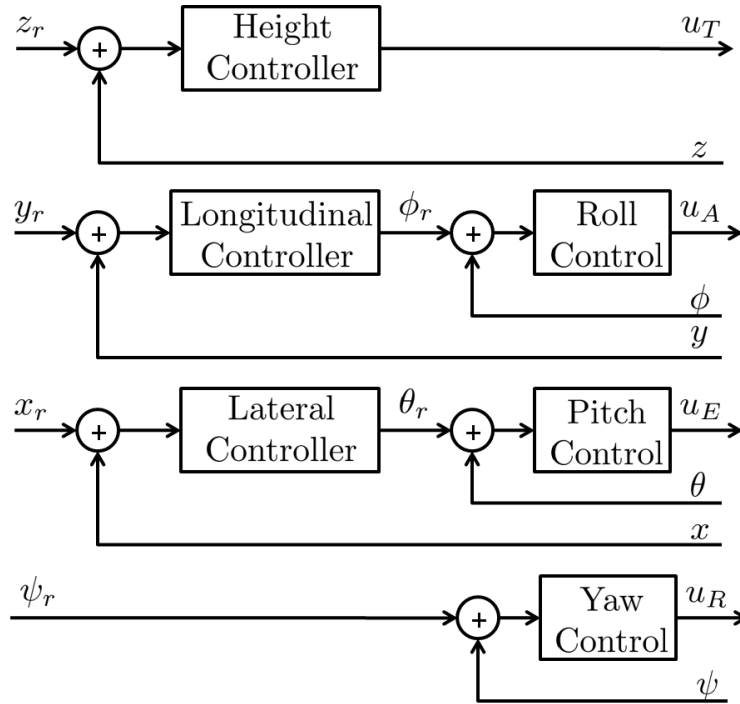 z_r + Height Controller u_T
z
y_r + Longitudinal Controller ϕ_r + Roll Control u_A
ϕ
y
x_r + Lateral Controller θ_r + Pitch Control u_E
θ
x
ψ_r + Yaw Control u_R
ψ